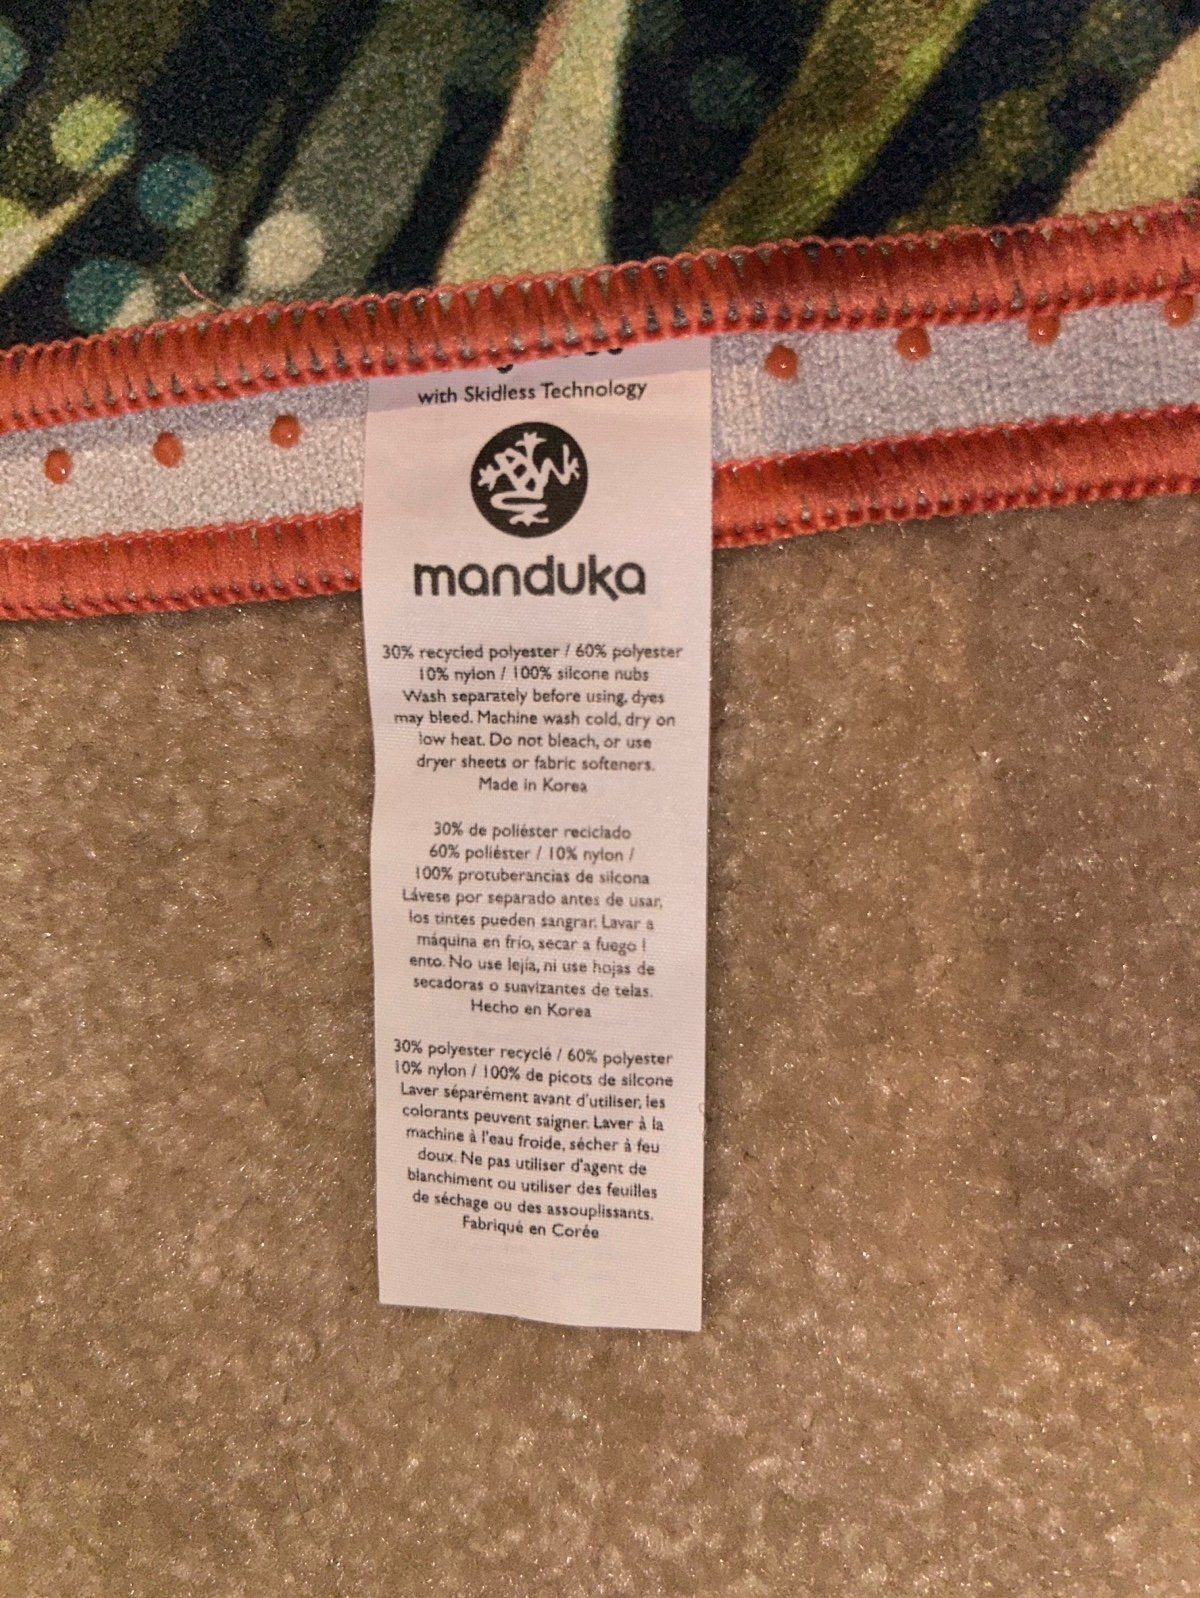 with Skidless Technology
manduka
30% recycled polyester / 60% polyester
10% nylon / 100% silcone nubs
Wash separately before using, dyes
may bleed. Machine wash cold, dry on
low heat. Do not bleach, or use
dryer sheets or fabric softeners.
Made in Korea
30% de poliéster reciclado
60% poliéster / 10% nylon /
100% protuberancias de silcona
Lávese por separado antes de usar,
los tintes pueden sangrar. Lavar a
máquina en frío, secar a fuego l
ento. No use lejía, ni use hojas de
secadoras o suavizantes de telas.
Hecho en Korea
30% polyester recyclé / 60% polyester
10% nylon / 100% de picots de silcone
Laver séparément avant d'utiliser, les
colorants peuvent saigner. Laver à la
machine à l'eau froide, sécher à feu
doux. Ne pas utiliser d'agent de
blanchiment ou utiliser des feuilles
de séchage ou des assouplissants.
Fabriqué en Corée